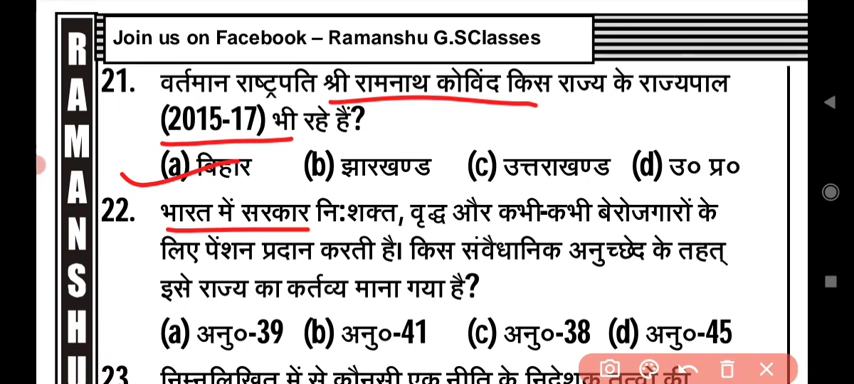 Join us on Facebook – Ramanshu G.SClasses
RAMANSHU
21. वर्तमान राष्ट्रपति श्री रामनाथ कोविंद किस राज्य के राज्यपाल
(2015-17) भी रहे हैं?
(a) बिहार (b) झारखण्ड (c) उत्तराखण्ड (d) उ० प्र०
22. भारत में सरकार नि:शक्त, वृद्ध और कभी-कभी बेरोजगारों के
लिए पेंशन प्रदान करती है। किस संवैधानिक अनुच्छेद के तहत्
इसे राज्य का कर्तव्य माना गया है?
(a) अनु०-39 (b) अनु०-41 (c) अनु०-38 (d) अनु०-45
23 निम्नलिखित में से कौनसी एक नीति के निदेशक तत्वों की